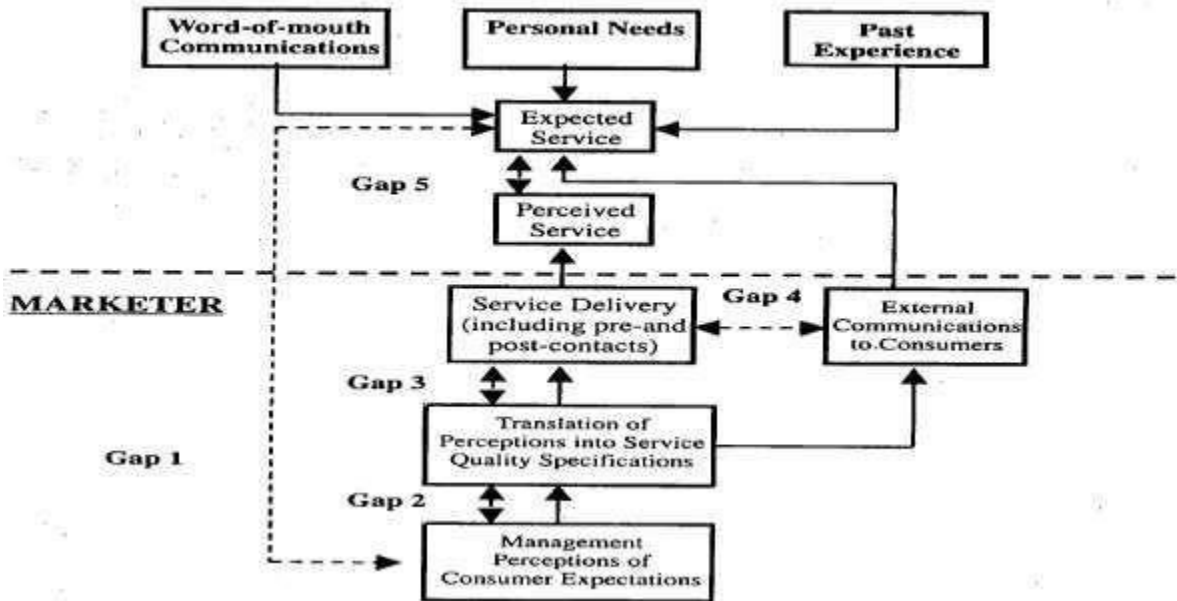 Word-of-mouth
Communications
Personal Needs
Past
Experience
Expected
Service
Gap 5
Perceived
Service
MARKETER
Service Delivery
(including pre-and
post-contacts)
Gap 4
External
Communications
to Consumers
Gap 3
Translation of
Perceptions into Service
Quality Specifications
Gap 1
Gap 2
Management
Perceptions of
Consumer Expectations